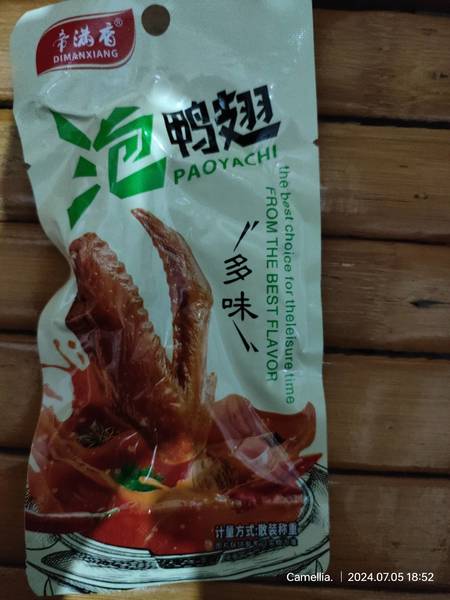 帝满香®
DIMANXIANG
泡鸭翅
PAOYACHI
the best choice for theleisure time
FROM THE BEST FLAVOR
多味
计量方式:散装称重
Camellia. | 2024.07.05 18:52